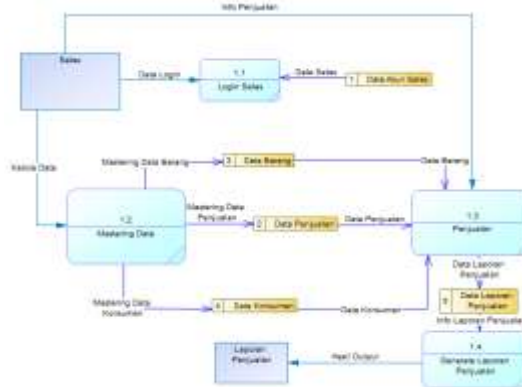 Info Penjualan
Sales
Data Login
1.1
Login Sales
Data Sales
1
Data Akun Sales
Kelola Data
Mastering Data Barang
3
Data Barang
Data Barang
1.2
Mastering Data
Mastering Data
Penjualan
2
Data Penjualan
Data Penjualan
1.3
Penjualan
Mastering Data
Konsumen
4
Data Konsumen
Data Konsumen
Data Laporan
Penjualan
Data Laporan
Penjualan
Info Laporan Penjualan
Laporan
Penjualan
Hasil Output
1.4
Generate Laporan
Penjualan